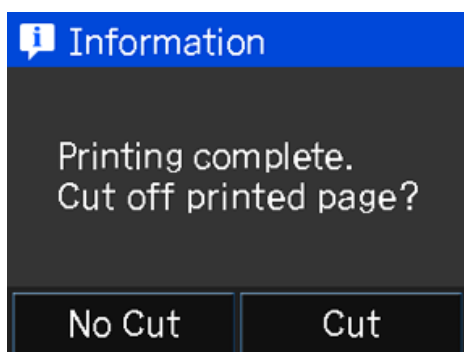 Information
Printing complete.
Cut off printed page?
No Cut
Cut